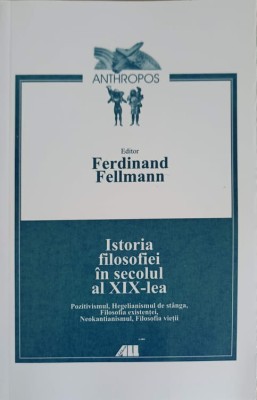 ANTHROPOS
Editor
Ferdinand
Fellmann
Istoria
filosofiei
în secolul
al XIX-lea
Pozitivismul, Hegelianismul de stânga,
Filosofia existenței,
Neokantianismul, Filosofia vieții
ALL